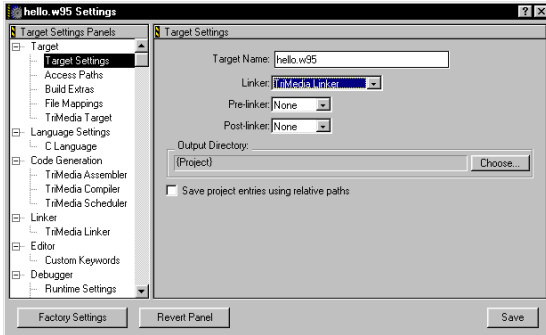 hello.w95 Settings
Target Settings Panels
Target
Target Settings
Access Paths
Build Extras
File Mappings
TriMedia Target
Language Settings
C Language
Code Generation
TriMedia Assembler
TriMedia Compiler
TriMedia Scheduler
Linker
TriMedia Linker
Editor
Custom Keywords
Debugger
Runtime Settings
Target Settings
Target Name: hello.w95
Linker: TriMedia Linker
Pre-linker: None
Post-linker: None
Output Directory:
{Project}
Choose...
Save project entries using relative paths
Factory Settings
Revert Panel
Save